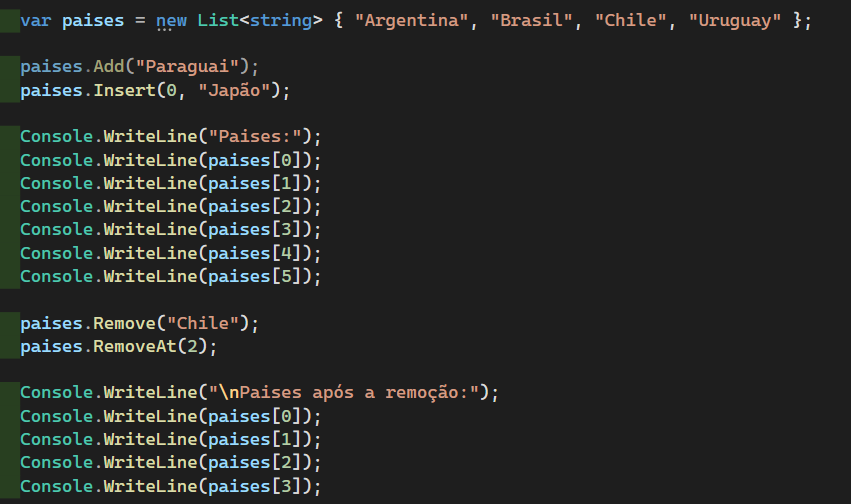 var paises = new List<string> { "Argentina", "Brasil", "Chile", "Uruguay" };
paises.Add("Paraguai");
paises.Insert(0, "Japão");
Console.WriteLine("Paises:");
Console.WriteLine(paises[0]);
Console.WriteLine(paises[1]);
Console.WriteLine(paises[2]);
Console.WriteLine(paises[3]);
Console.WriteLine(paises[4]);
Console.WriteLine(paises[5]);
paises.Remove("Chile");
paises.RemoveAt(2);
Console.WriteLine("\nPaises após a remoção:");
Console.WriteLine(paises[0]);
Console.WriteLine(paises[1]);
Console.WriteLine(paises[2]);
Console.WriteLine(paises[3]);